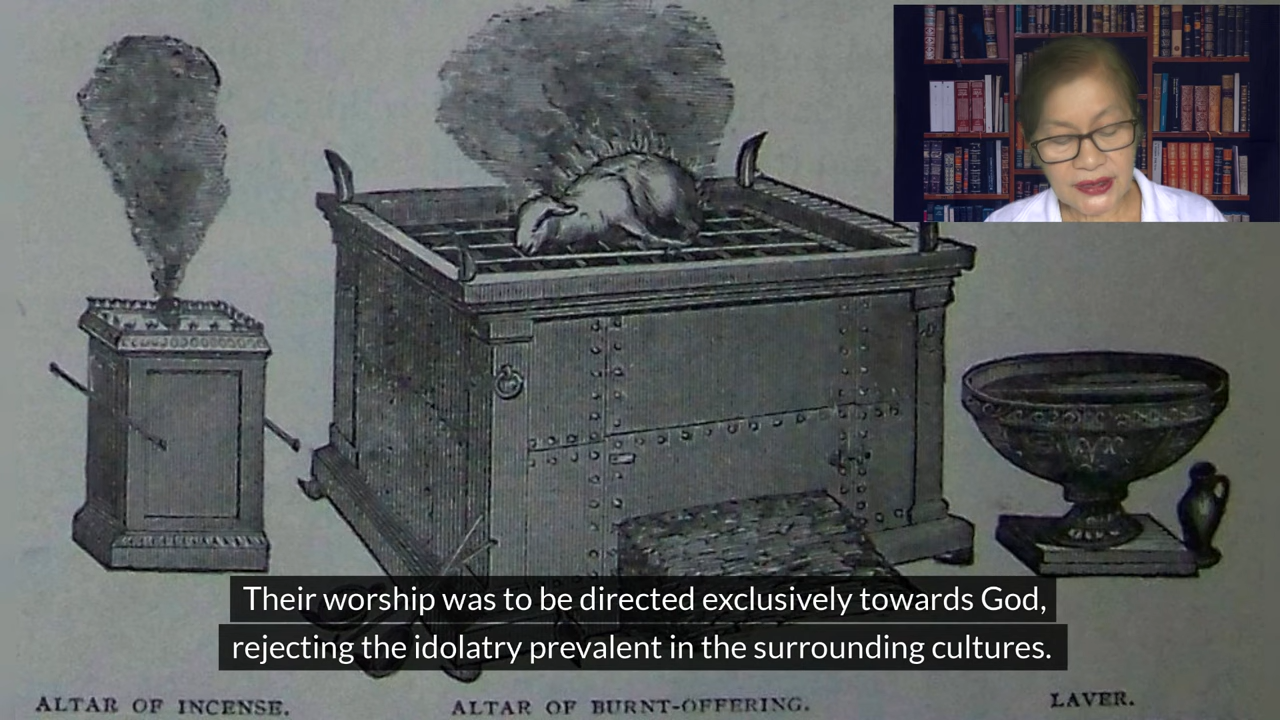 Their worship was to be directed exclusively towards God,
rejecting the idolatry prevalent in the surrounding cultures.
ALTAR OF INCENSE.
ALTAR OF BURNT-OFFERING.
LAVER.